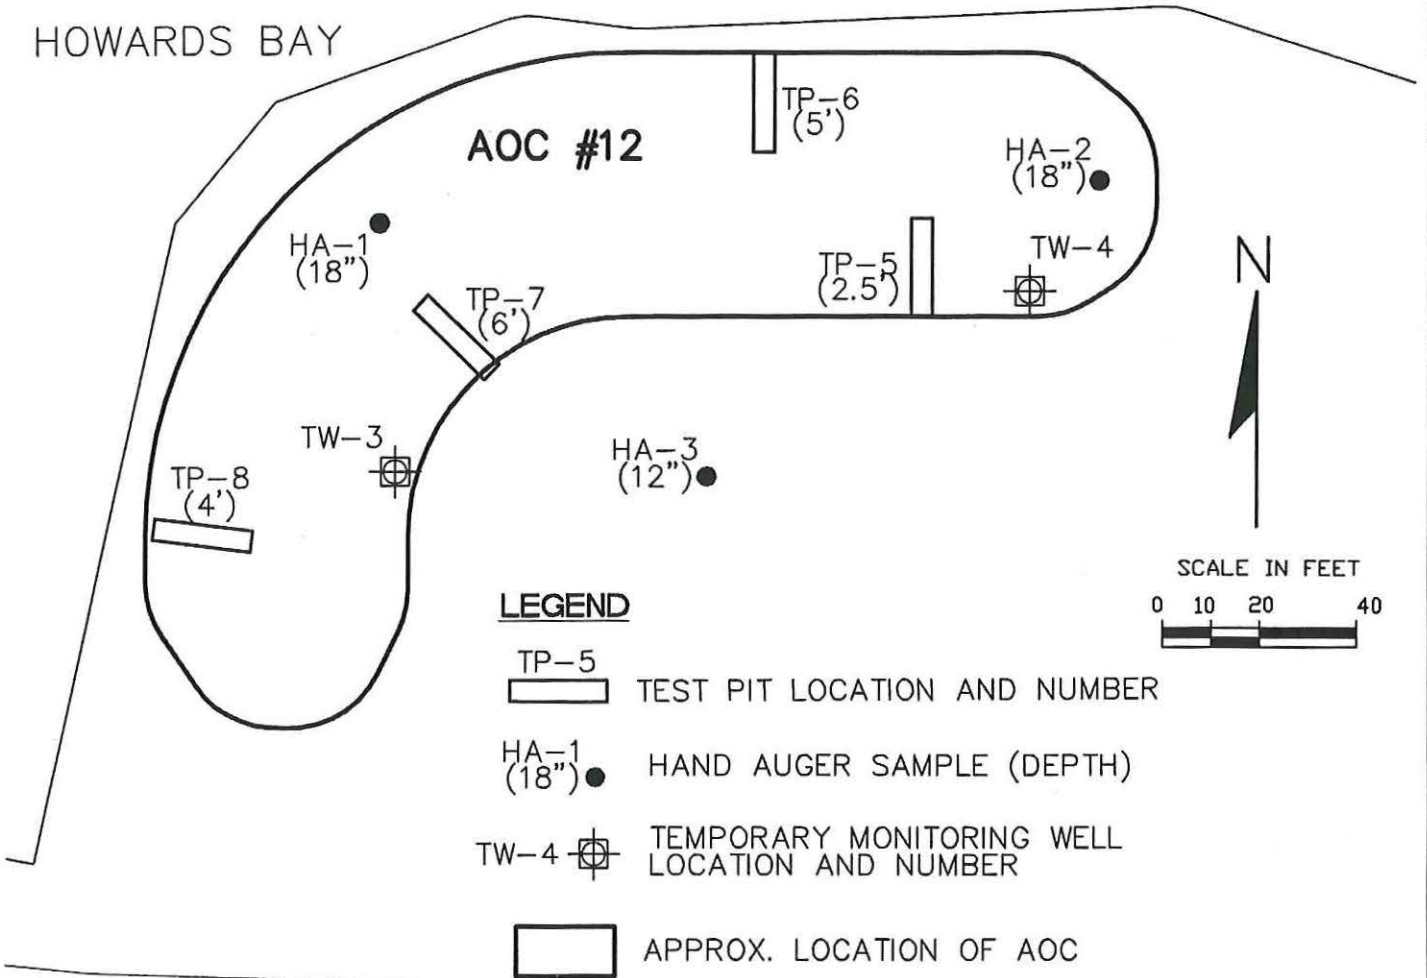 HOWARDS BAY
AOC #12
TP-6
(5')
HA-2
(18")
HA-1
(18")
TW-4
TP-5
(2.5')
N
TP-7
(6')
TW-3
HA-3
(12")
TP-8
(4')
SCALE IN FEET
0 10 20 40
LEGEND
TP-5
TEST PIT LOCATION AND NUMBER
HA-1
(18")
HAND AUGER SAMPLE (DEPTH)
TW-4
TEMPORARY MONITORING WELL
LOCATION AND NUMBER
APPROX. LOCATION OF AOC